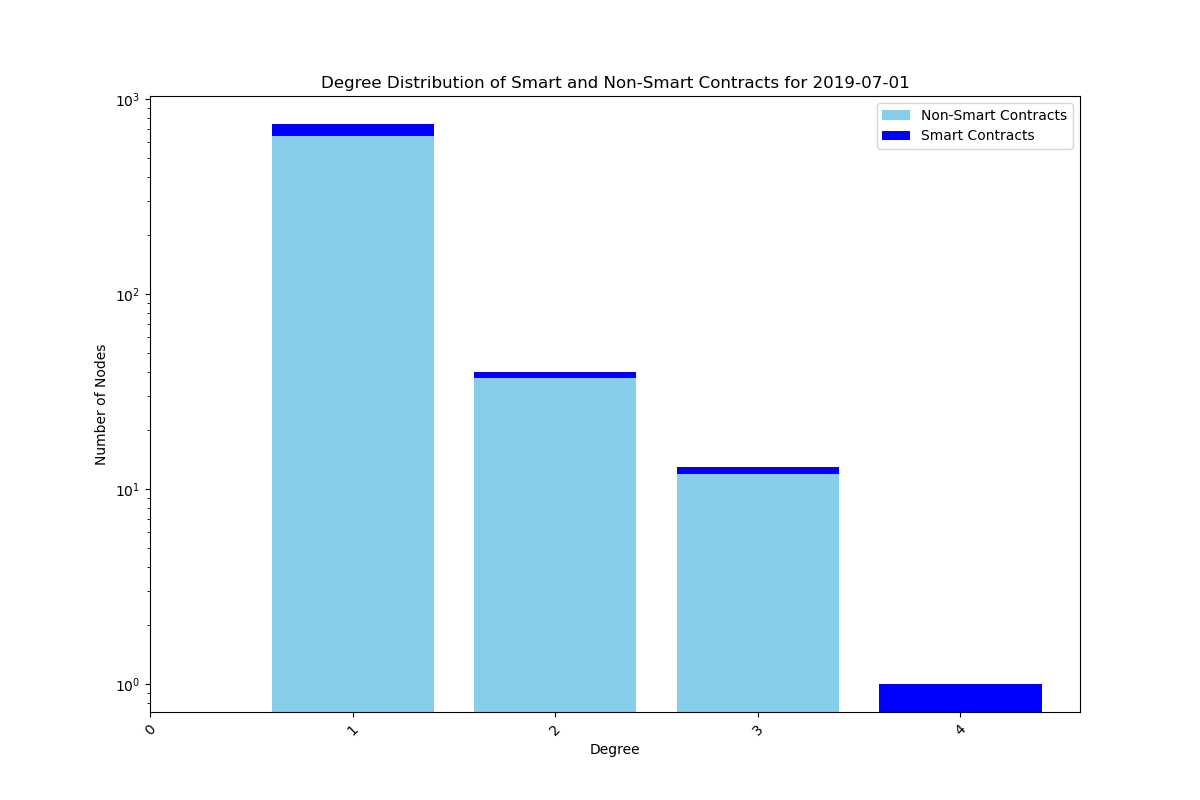 Degree Distribution of Smart and Non-Smart Contracts for 2019-07-01
Non-Smart Contracts
Smart Contracts
10³
10²
10¹
10⁰
Number of Nodes
0 1 2 3 4
Degree